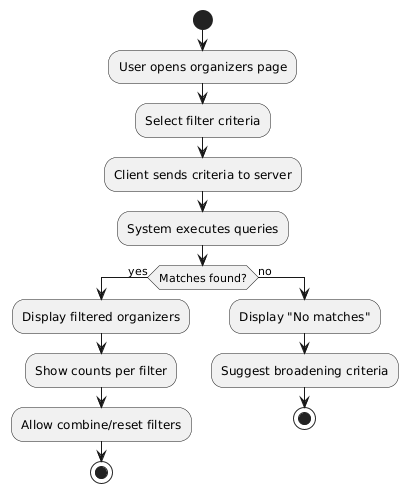 User opens organizers page
Select filter criteria
Client sends criteria to server
System executes queries
Matches found?
yes
no
Display filtered organizers
Show counts per filter
Allow combine/reset filters
Display "No matches"
Suggest broadening criteria